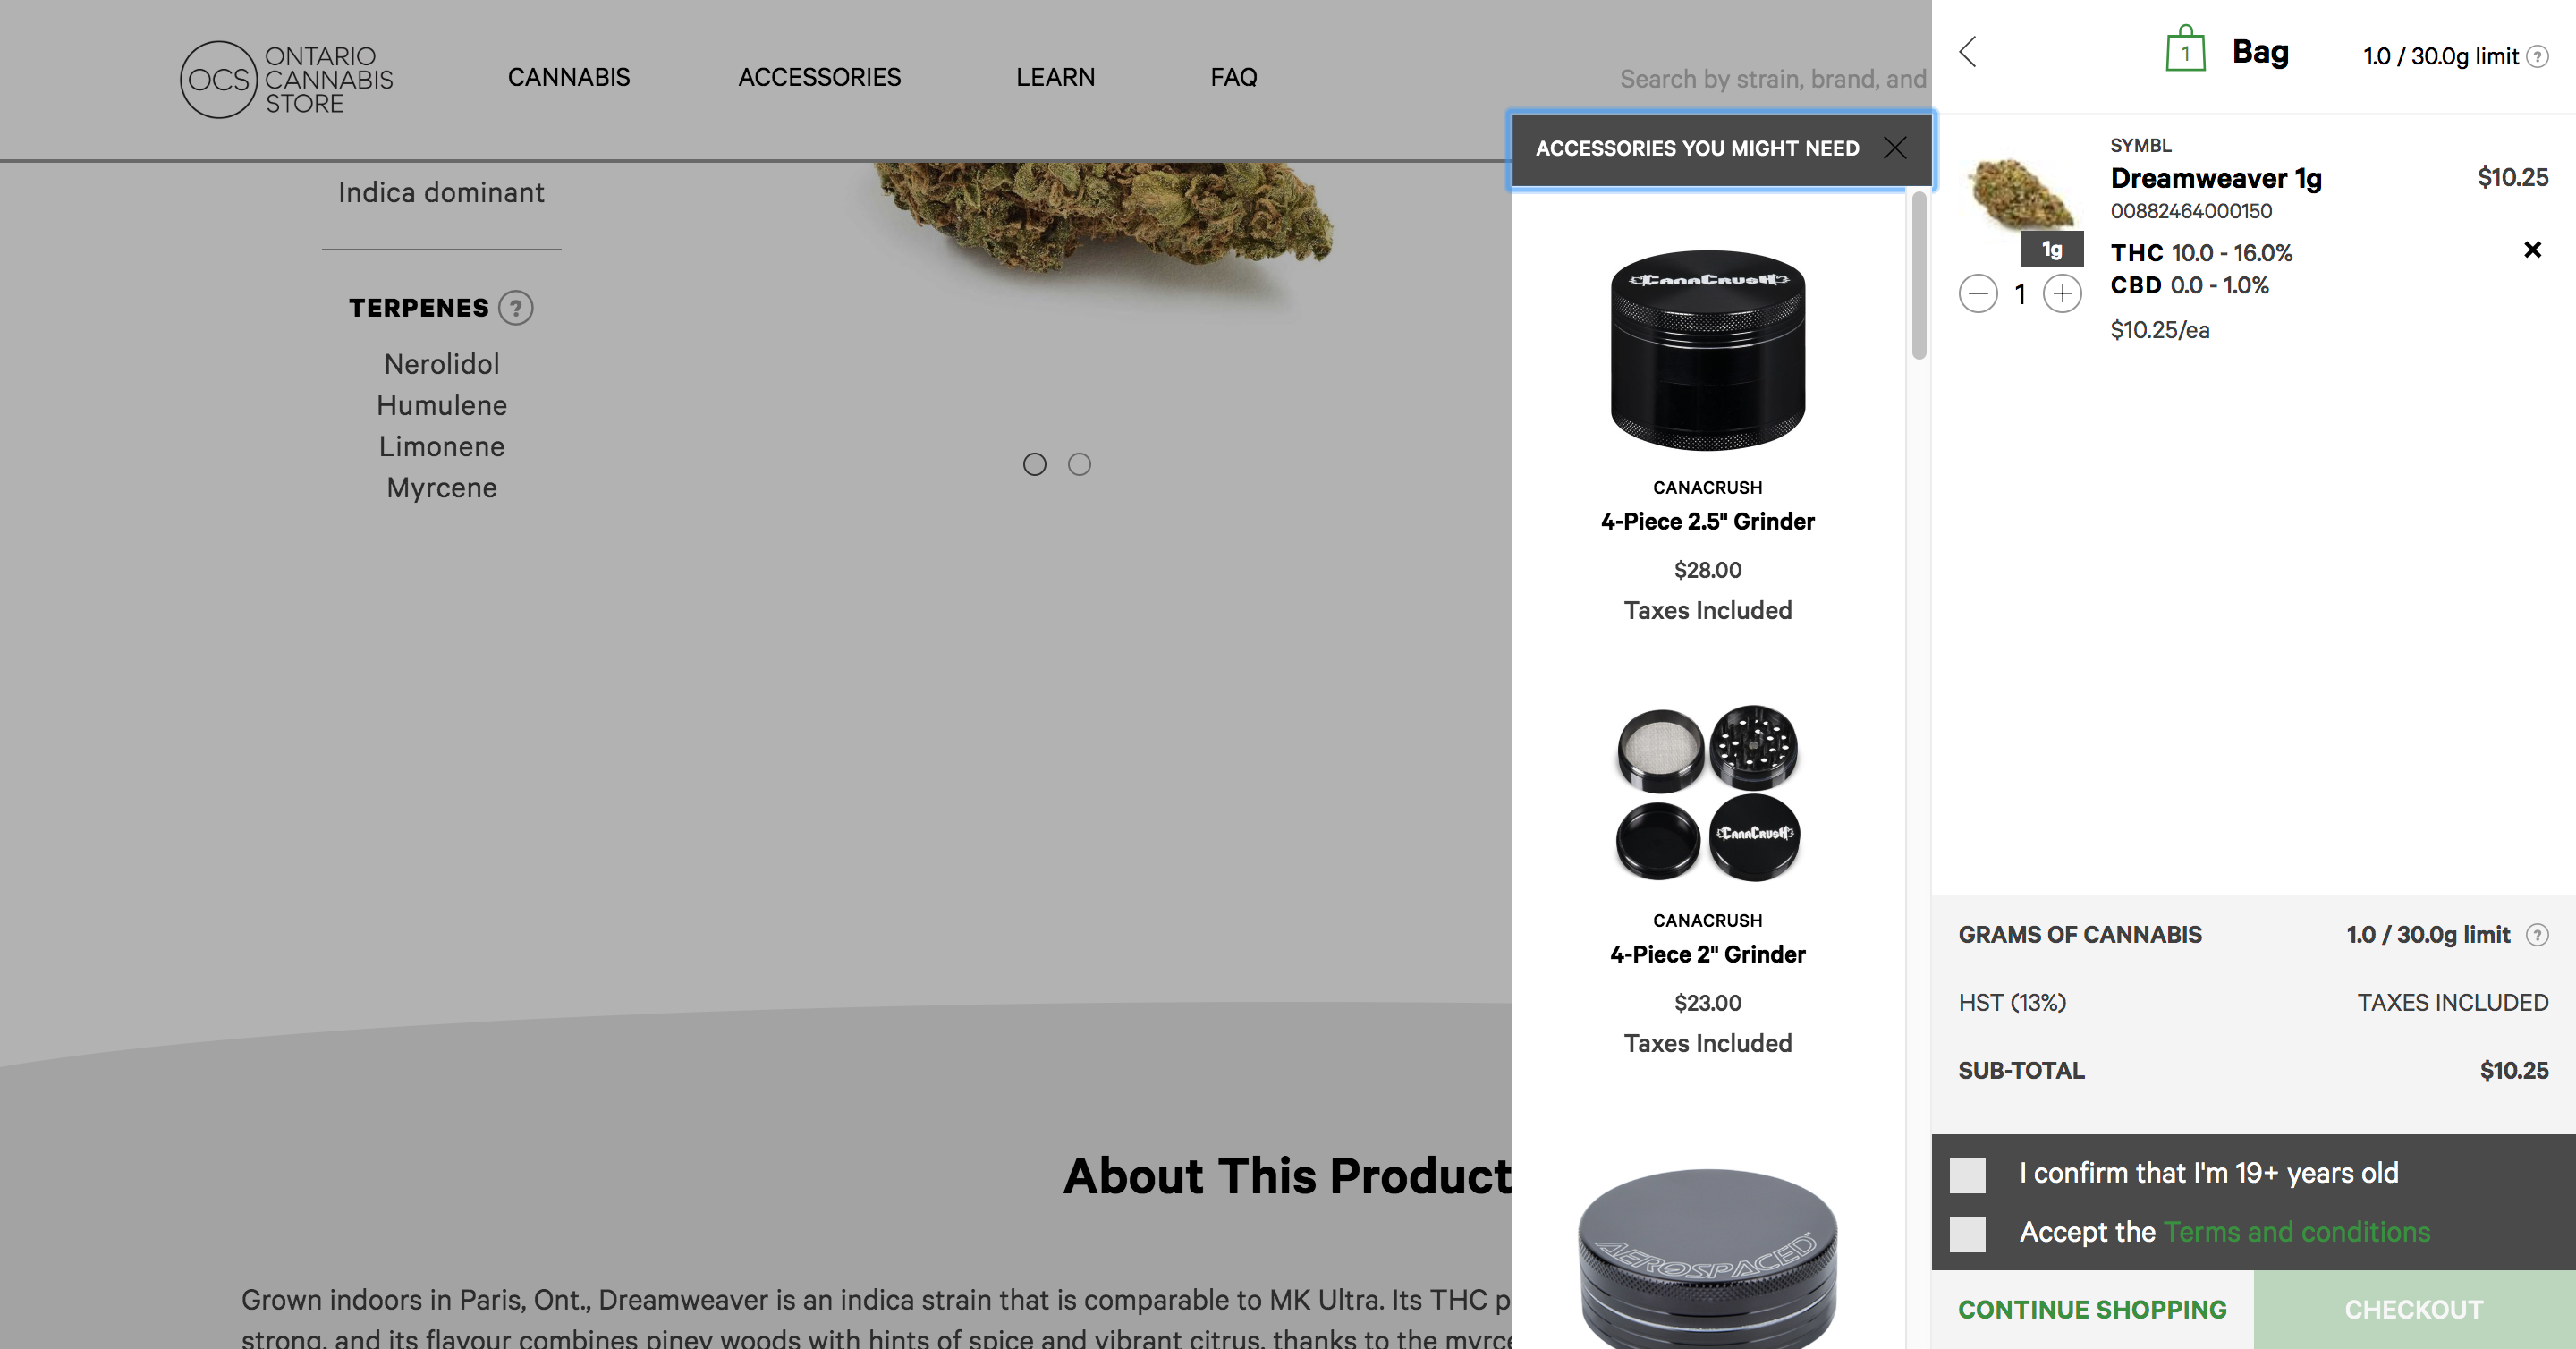 OCS
ONTARIO
CANNABIS
STORE
CANNABIS
ACCESSORIES
LEARN
FAQ
Search by strain, brand, and
Indica dominant
TERPENES ?
Nerolidol
Humulene
Limonene
Myrcene
About This Product
Grown indoors in Paris, Ont., Dreamweaver is an indica strain that is comparable to MK Ultra. Its THC p
strong, and its flavour combines piney woods with hints of spice and vibrant citrus, thanks to the myrce
ACCESSORIES YOU MIGHT NEED
CANACRUSH
CANACRUSH
4-Piece 2.5" Grinder
$28.00
Taxes Included
CANACRUSH
CANACRUSH
4-Piece 2" Grinder
$23.00
Taxes Included
AEROSPACED
1 Bag 1.0 / 30.0g limit ?
SYMBL
Dreamweaver 1g $10.25
00882464000150
1g
THC 10.0 - 16.0%
CBD 0.0 - 1.0%
1
$10.25/ea
GRAMS OF CANNABIS 1.0 / 30.0g limit ?
HST (13%) TAXES INCLUDED
SUB-TOTAL $10.25
I confirm that I'm 19+ years old
Accept the Terms and conditions
CONTINUE SHOPPING
CHECKOUT